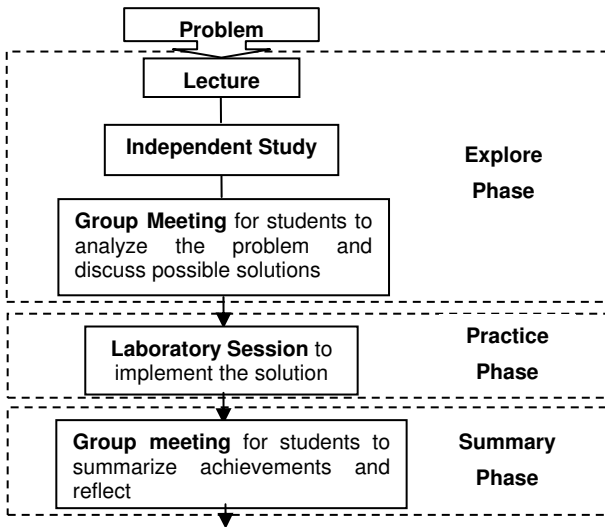 Problem
Lecture
Independent Study
Explore
Phase
Group Meeting for students to
analyze the problem and
discuss possible solutions
Practice
Phase
Laboratory Session to
implement the solution
Group meeting for students to
summarize achievements and
reflect
Summary
Phase